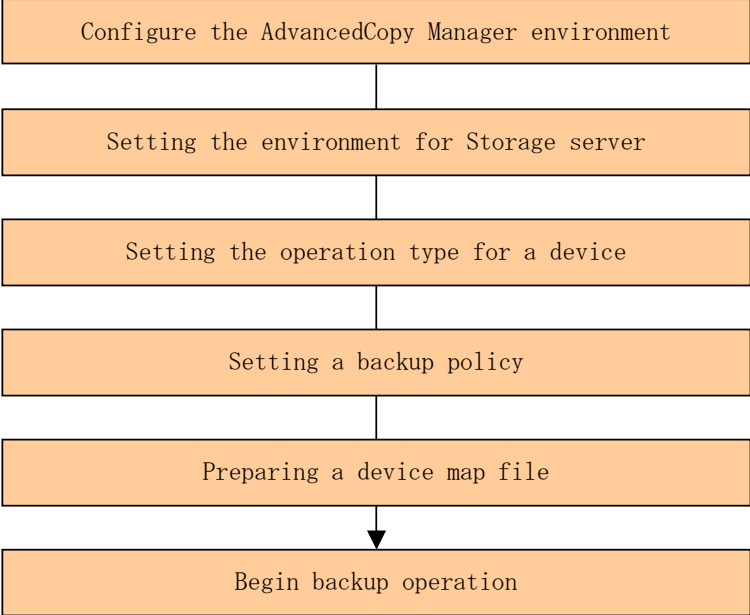 Configure the AdvancedCopy Manager environment
Setting the environment for Storage server
Setting the operation type for a device
Setting a backup policy
Preparing a device map file
Begin backup operation